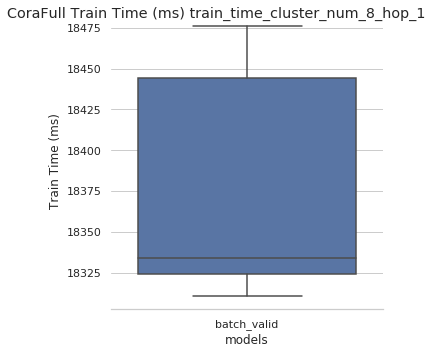 CoraFull Train Time (ms) train_time_cluster_num_8_hop_1
18475
18450
18425
18400
18375
18350
18325
Train Time (ms)
batch_valid
models